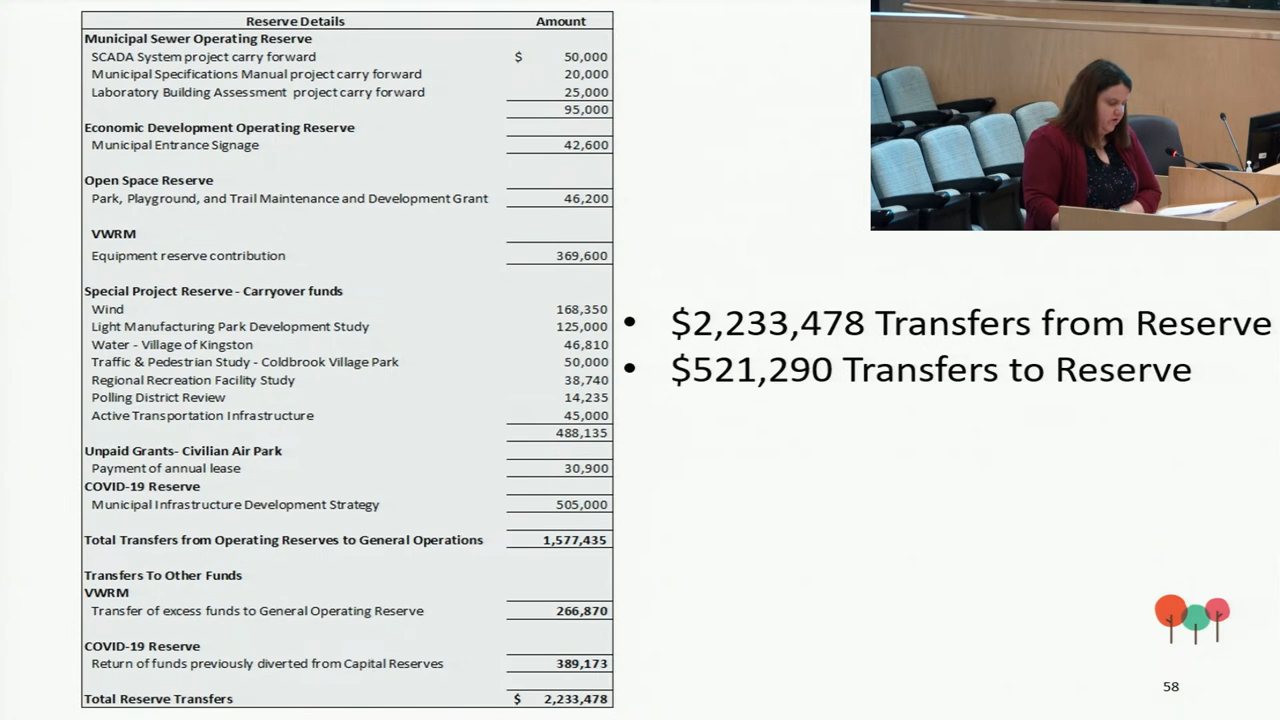 Reserve Details Amount
Municipal Sewer Operating Reserve
SCADA System project carry forward $ 50,000
Municipal Specifications Manual project carry forward 20,000
Laboratory Building Assessment project carry forward 25,000
95,000
Economic Development Operating Reserve
Municipal Entrance Signage 42,600
Open Space Reserve
Park, Playground, and Trail Maintenance and Development Grant 46,200
VWRM
Equipment reserve contribution 369,600
Special Project Reserve - Carryover funds
Wind 168,350
Light Manufacturing Park Development Study 125,000
Water - Village of Kingston 46,810
Traffic & Pedestrian Study - Coldbrook Village Park 50,000
Regional Recreation Facility Study 38,740
Polling District Review 14,235
Active Transportation Infrastructure 45,000
488,135
Unpaid Grants- Civilian Air Park
Payment of annual lease 30,900
COVID-19 Reserve
Municipal Infrastructure Development Strategy 505,000
Total Transfers from Operating Reserves to General Operations 1,577,435
Transfers To Other Funds
VWRM
Transfer of excess funds to General Operating Reserve 266,870
COVID-19 Reserve
Return of funds previously diverted from Capital Reserves 389,173
Total Reserve Transfers $ 2,233,478
• $2,233,478 Transfers from Reserve
• $521,290 Transfers to Reserve
58